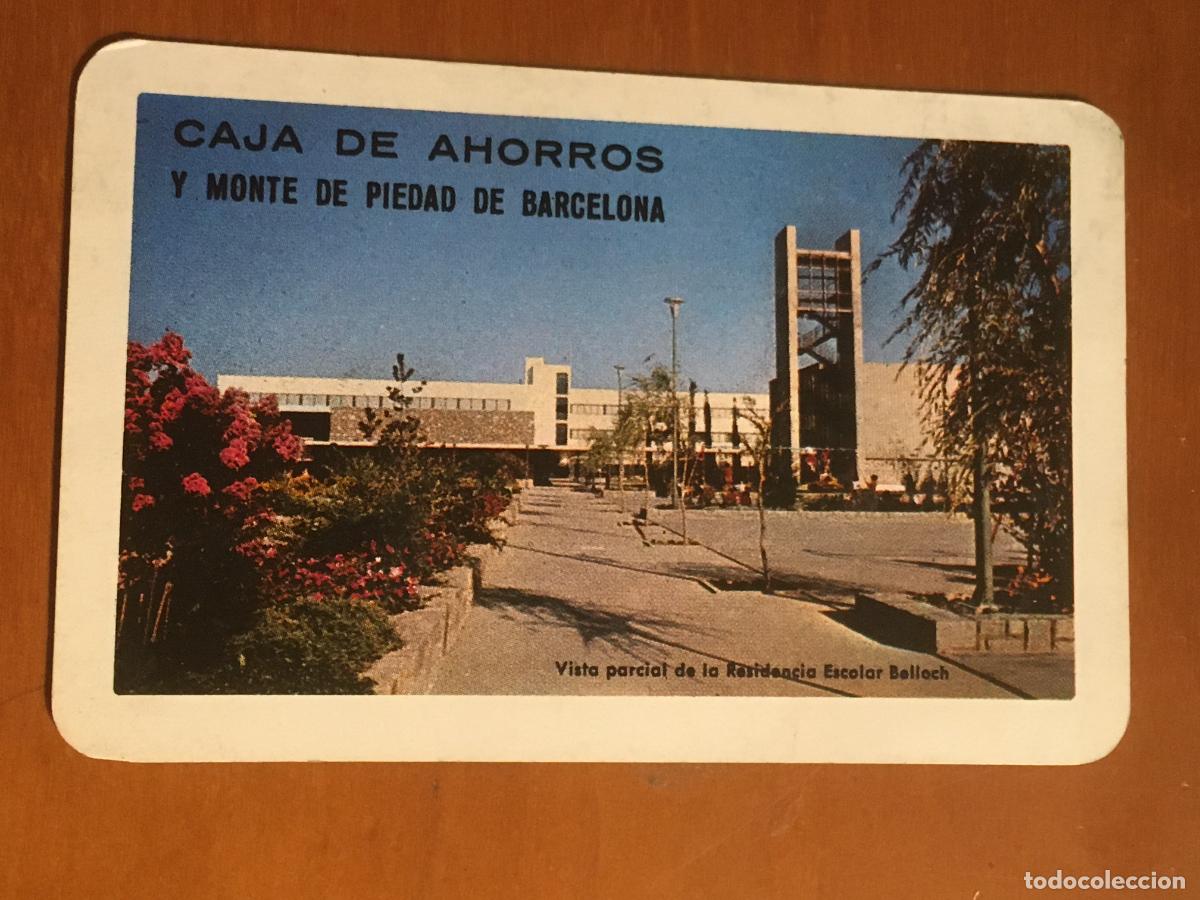 CAJA DE AHORROS
Y MONTE DE PIEDAD DE BARCELONA
Vista parcial de la Residencia Escolar Belloch
todocoleccion